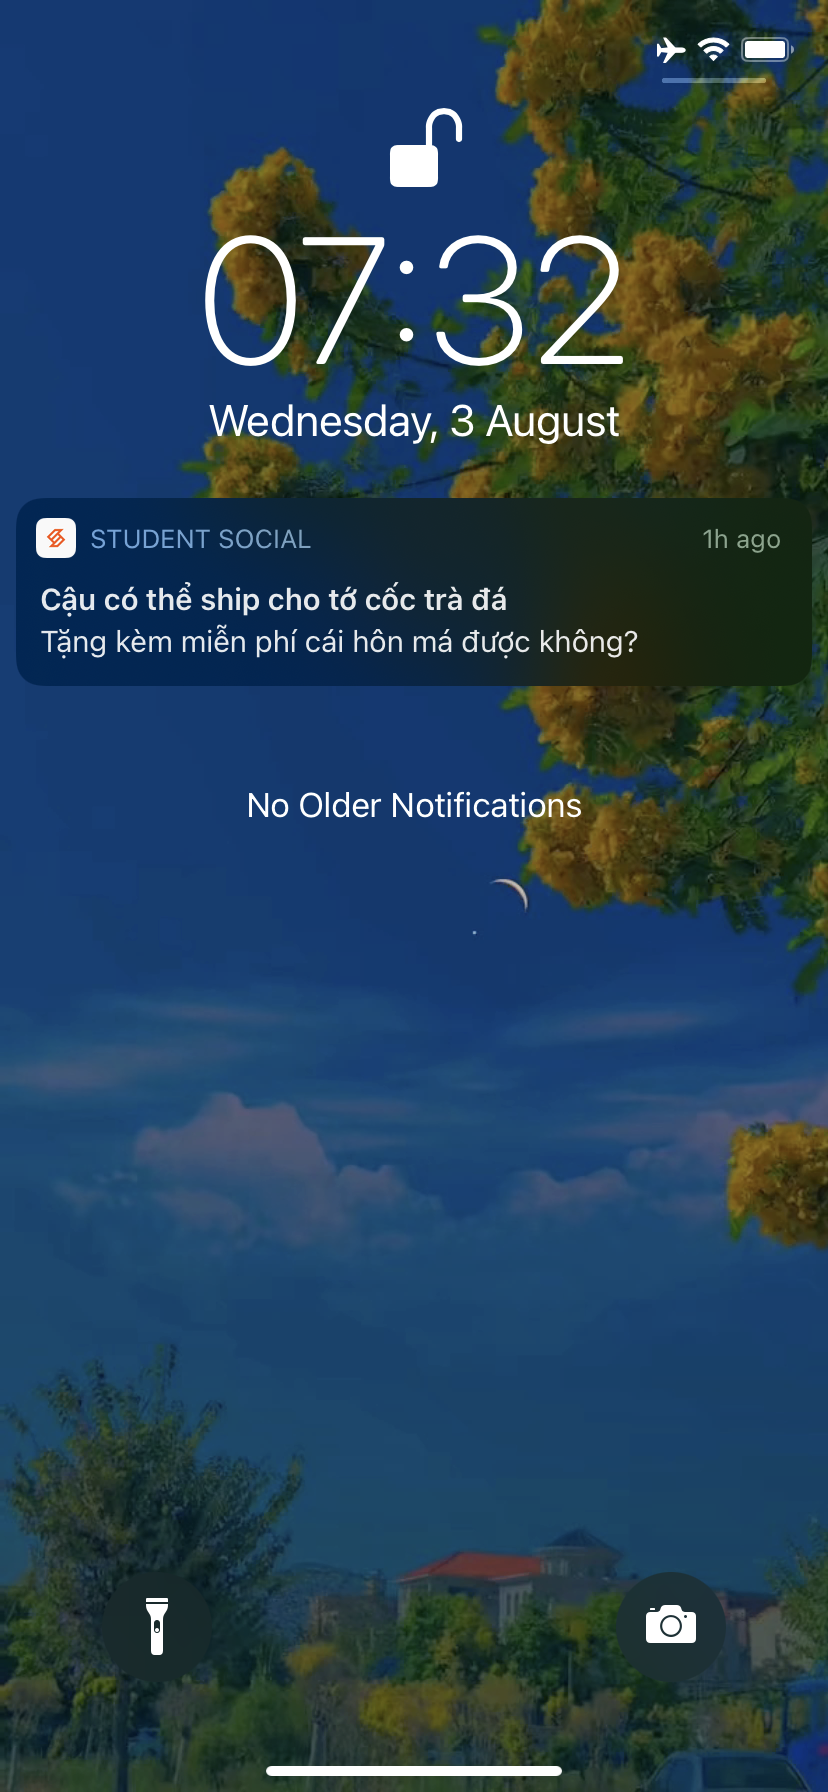 07:32
Wednesday, 3 August
STUDENT SOCIAL
1h ago
Cậu có thể ship cho tớ cốc trà đá
Tặng kèm miễn phí cái hôn má được không?
No Older Notifications